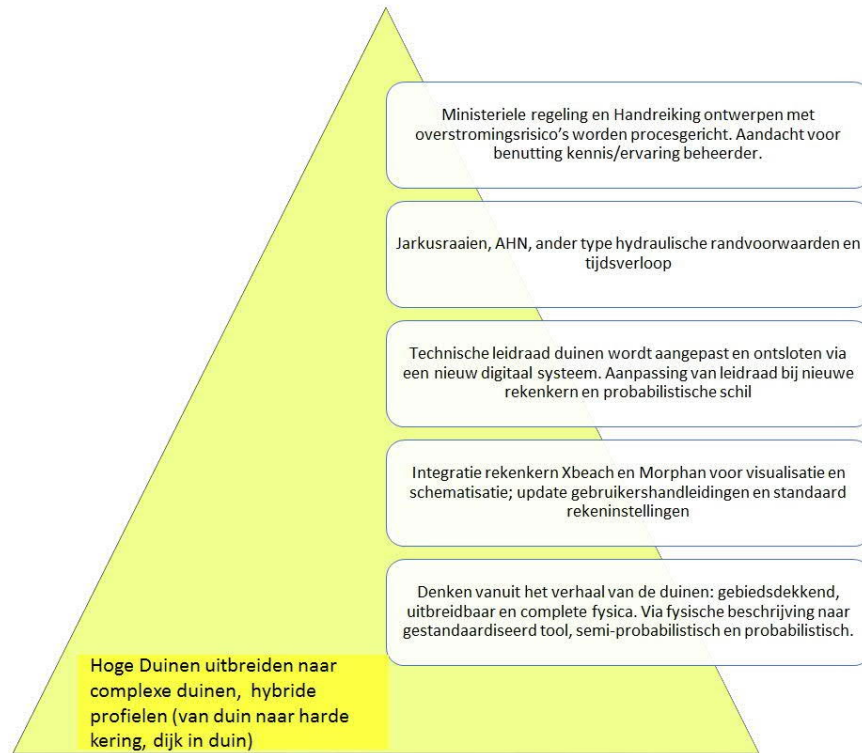 Ministeriele regeling en Handreiking ontwerpen met
overstromingsrisico's worden procesgericht. Aandacht voor
benutting kennis/ervaring beheerder.
Jarkusraaien, AHN, ander type hydraulische randvoorwaarden en
tijdsverloop
Technische leidraad duinen wordt aangepast en ontsloten via
een nieuw digitaal systeem. Aanpassing van leidraad bij nieuwe
rekenkern en probabilistische schil
Integratie rekenkern Xbeach en Morphan voor visualisatie en
schematisatie; update gebruikershandleidingen en standaard
rekeninstellingen
Denken vanuit het verhaal van de duinen: gebiedsdekkend,
uitbreidbaar en complete fysica. Via fysische beschrijving naar
gestandaardiseerd tool, semi-probabilistisch en probabilistisch.
Hoge Duinen uitbreiden naar
complexe duinen, hybride
profielen (van duin naar harde
kering, dijk in duin)